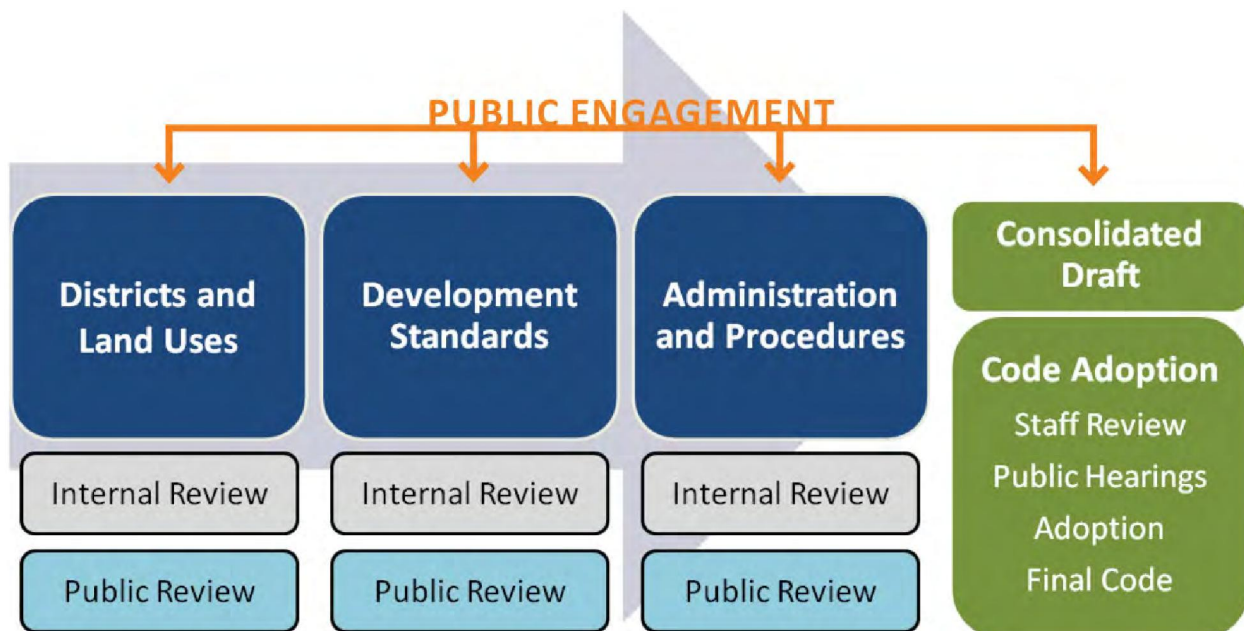 PUBLIC ENGAGEMENT
Districts and
Land Uses
Internal Review
Public Review
Development
Standards
Internal Review
Public Review
Administration
and Procedures
Internal Review
Public Review
Consolidated
Draft
Code Adoption
Staff Review
Public Hearings
Adoption
Final Code